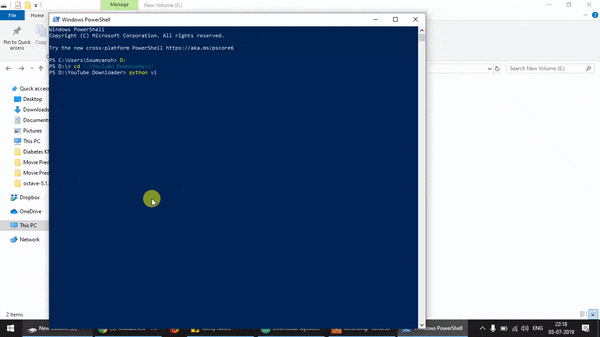 Manage
New Volume (E:)
File
Home
Windows PowerShell
Pin to Quick
access
Copy
Windows PowerShell
Copyright (C) Microsoft Corporation. All rights reserved.
Try the new cross-platform PowerShell https://aka.ms/pscore6
PS C:\Users\Soumyansh> D:
PS D:\> cd '.\YouTube Downloader\'
PS D:\YouTube Downloader> python vi
Search New Volume (E:)
Quick access
Desktop
Downloads
Documents
Pictures
This PC
Diabetes K
Movie Pre
Movie Pre
octave-5.1.
Dropbox
OneDrive
This PC
Network
2 items
Windows PowerShell
ENG
22:18
03-07-2019